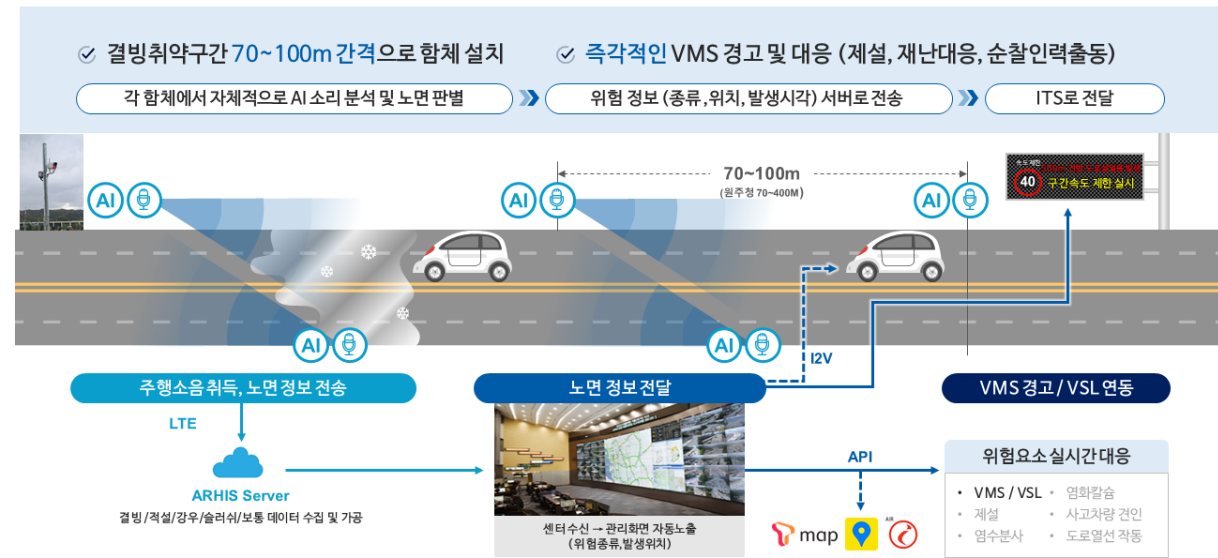 결빙취약구간 70~100m 간격으로 함체 설치
즉각적인 VMS 경고 및 대응 (제설, 재난대응, 순찰인력출동)
각 함체에서 자체적으로 AI 소리 분석 및 노면 판별
위험 정보 (종류,위치, 발생시각) 서버로 전송
ITS로 전달
70~100m
(원주청 70~400M)
속도제한
40
구간속도 제한 실시
AI
AI
AI
AI
AI
I2V
주행소음 취득, 노면 정보 전송
노면 정보 전달
VMS 경고 / VSL 연동
LTE
ARHIS Server
결빙/적설/강우/슬러쉬/보통 데이터 수집 및 가공
센터 수신 → 관리화면 자동노출
(위험종류,발생위치)
API
T map
AIR
위험요소 실시간 대응
• VMS / VSL • 염화칼슘
• 제설 • 사고차량 견인
• 염수분사 • 도로열선 작동